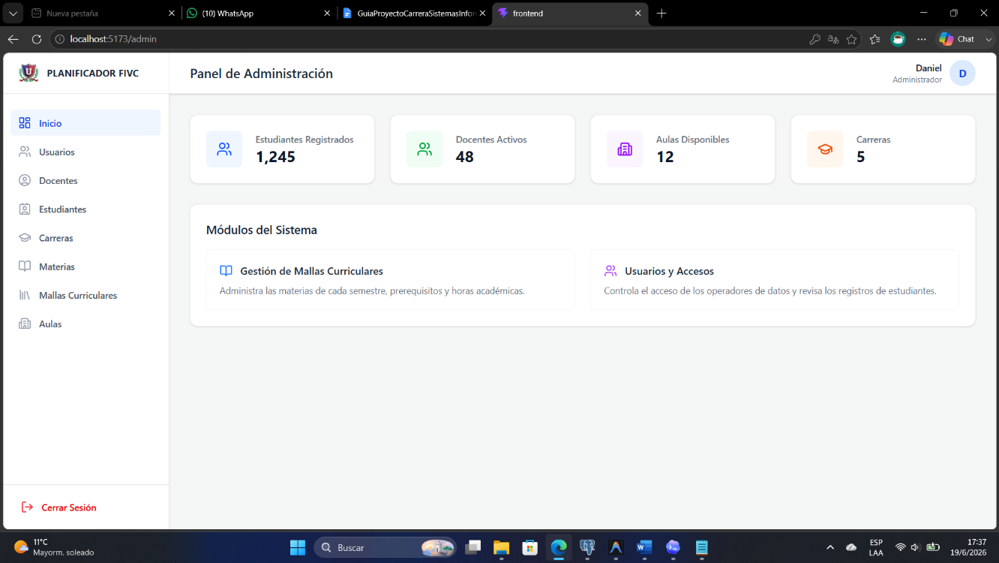 Nueva pestaña
(10) WhatsApp
GuiaProyectoCarreraSistemasInfor
frontend
localhost:5173/admin
Chat
PLANIFICADOR FIVC
Panel de Administración
Daniel
Administrador
D
Inicio
Usuarios
Docentes
Estudiantes
Carreras
Materias
Mallas Curriculares
Aulas
Cerrar Sesión
Estudiantes Registrados
1,245
Docentes Activos
48
Aulas Disponibles
12
Carreras
5
Módulos del Sistema
Gestión de Mallas Curriculares
Administra las materias de cada semestre, prerequisitos y horas académicas.
Usuarios y Accesos
Controla el acceso de los operadores de datos y revisa los registros de estudiantes.
11°C
Mayorm. soleado
Buscar
ESP
LAA
17:37
19/6/2026